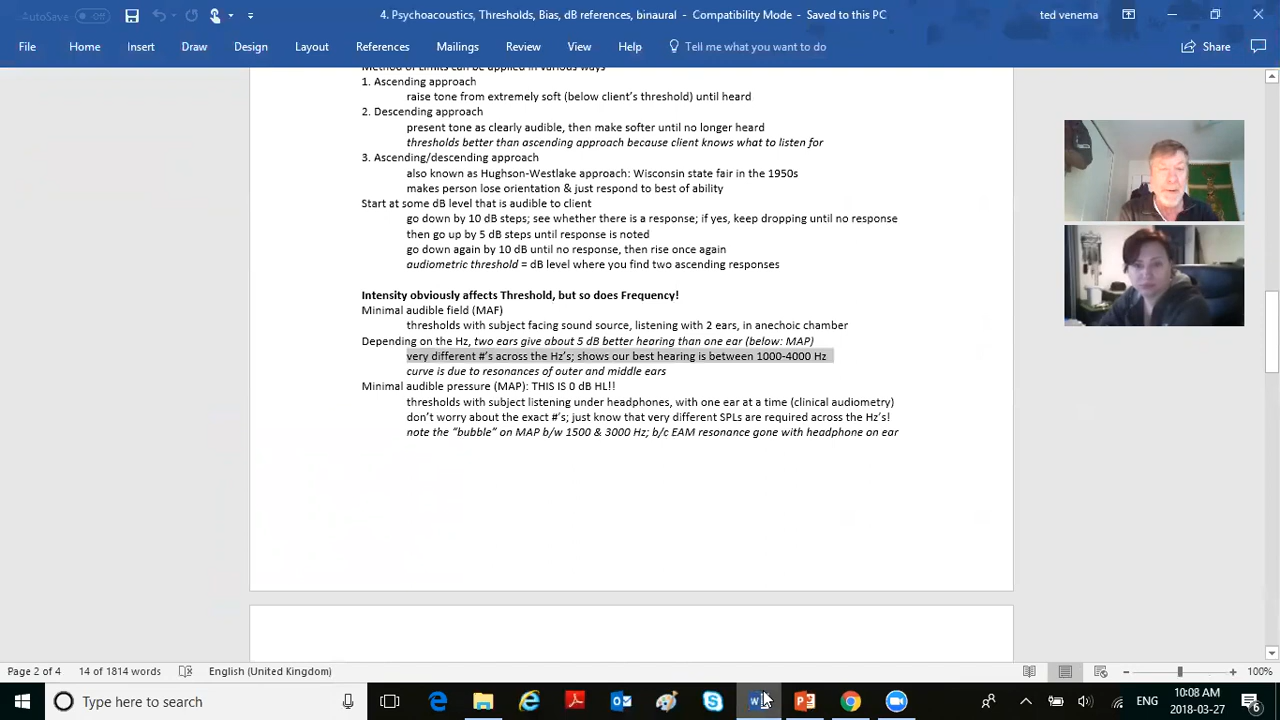 AutoSave Off
4. Psychoacoustics, Thresholds, Bias, dB references, binaural - Compatibility Mode - Saved to this PC
ted venema
File Home Insert Draw Design Layout References Mailings Review View Help Tell me what you want to do Share
Method of Limits can be applied in various ways
1. Ascending approach
raise tone from extremely soft (below client's threshold) until heard
2. Descending approach
present tone as clearly audible, then make softer until no longer heard
thresholds better than ascending approach because client knows what to listen for
3. Ascending/descending approach
also known as Hughson-Westlake approach: Wisconsin state fair in the 1950s
makes person lose orientation & just respond to best of ability
Start at some dB level that is audible to client
go down by 10 dB steps; see whether there is a response; if yes, keep dropping until no response
then go up by 5 dB steps until response is noted
go down again by 10 dB until no response, then rise once again
audiometric threshold = dB level where you find two ascending responses
Intensity obviously affects Threshold, but so does Frequency!
Minimal audible field (MAF)
thresholds with subject facing sound source, listening with 2 ears, in anechoic chamber
Depending on the Hz, two ears give about 5 dB better hearing than one ear (below: MAP)
very different #'s across the Hz's; shows our best hearing is between 1000-4000 Hz
curve is due to resonances of outer and middle ears
Minimal audible pressure (MAP): THIS IS 0 dB HL!!
thresholds with subject listening under headphones, with one ear at a time (clinical audiometry)
don't worry about the exact #'s; just know that very different SPLs are required across the Hz's!
note the "bubble" on MAP b/w 1500 & 3000 Hz; b/c EAM resonance gone with headphone on ear
Page 2 of 4 14 of 1814 words English (United Kingdom) 100%
Type here to search
ENG
10:08 AM
2018-03-27
6